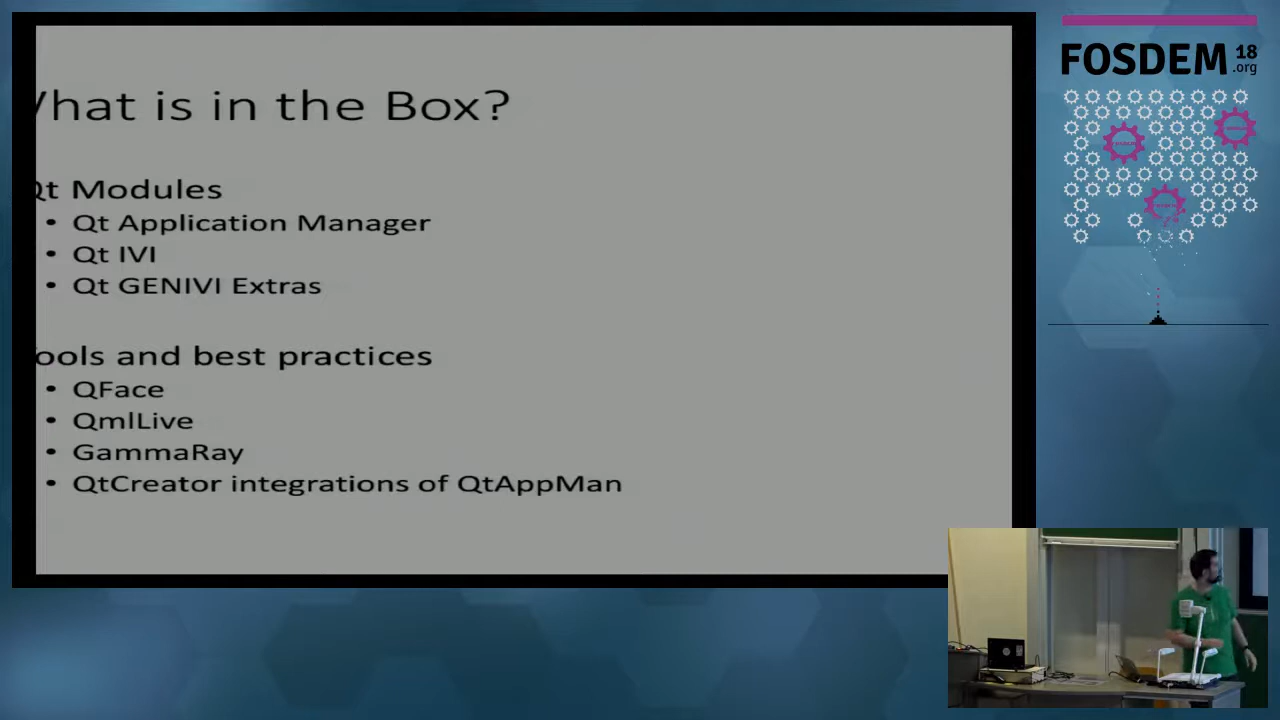 What is in the Box?
Qt Modules
• Qt Application Manager
• Qt IVI
• Qt GENIVI Extras
Tools and best practices
• QFace
• QmlLive
• GammaRay
• QtCreator integrations of QtAppMan
FOSDEM 18
.org